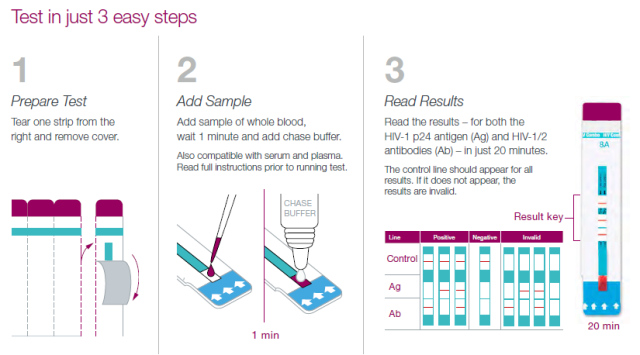 Test in just 3 easy steps
1
Prepare Test
Tear one strip from the
right and remove cover.
2
Add Sample
Add sample of whole blood,
wait 1 minute and add chase buffer.
Also compatible with serum and plasma.
Read full instructions prior to running test.
CHASE
BUFFER
1 min
3
Read Results
Read the results – for both the
HIV-1 p24 antigen (Ag) and HIV-1/2
antibodies (Ab) – in just 20 minutes.
The control line should appear for all
results. If it does not appear, the
results are invalid.
Result key
Line Positive Negative Invalid
Control
Ag
Ab
20 min